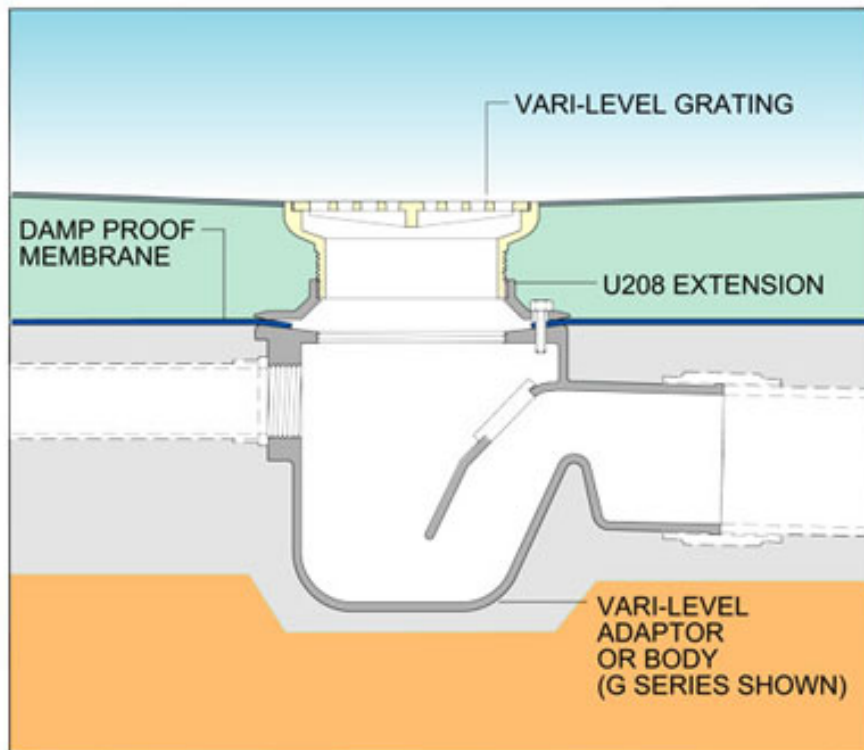 VARI-LEVEL GRATING
DAMP PROOF
MEMBRANE
U208 EXTENSION
VARI-LEVEL
ADAPTOR
OR BODY
(G SERIES SHOWN)